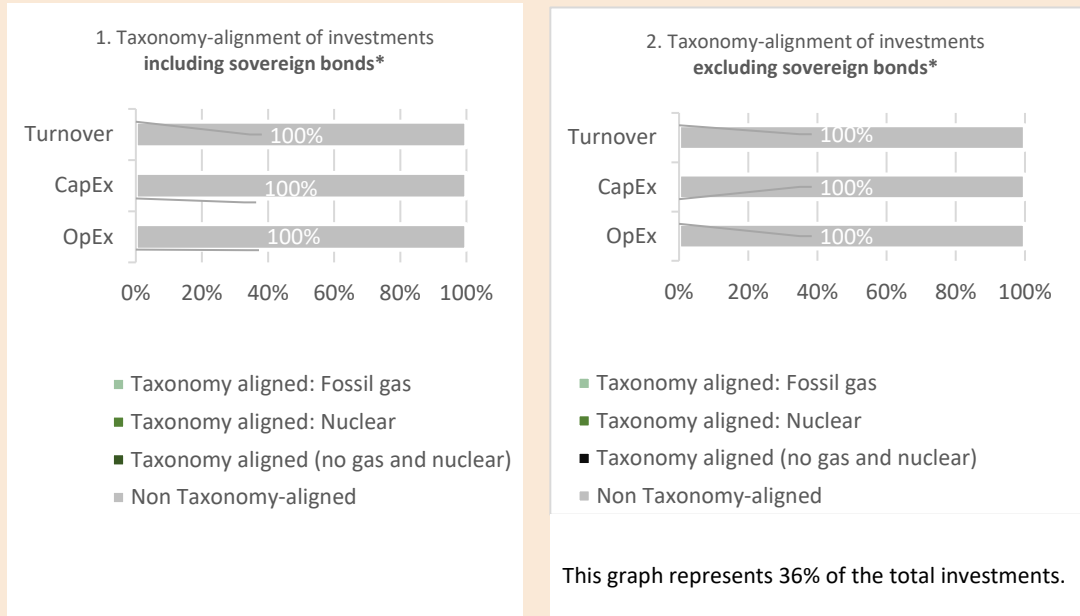 1. Taxonomy-alignment of investments
including sovereign bonds*
Turnover
100%
CapEx
100%
OpEx
100%
0% 20% 40% 60% 80% 100%
Taxonomy aligned: Fossil gas
Taxonomy aligned: Nuclear
Taxonomy aligned (no gas and nuclear)
Non Taxonomy-aligned
2. Taxonomy-alignment of investments
excluding sovereign bonds*
Turnover
100%
CapEx
100%
OpEx
100%
0% 20% 40% 60% 80% 100%
Taxonomy aligned: Fossil gas
Taxonomy aligned: Nuclear
Taxonomy aligned (no gas and nuclear)
Non Taxonomy-aligned
This graph represents 36% of the total investments.